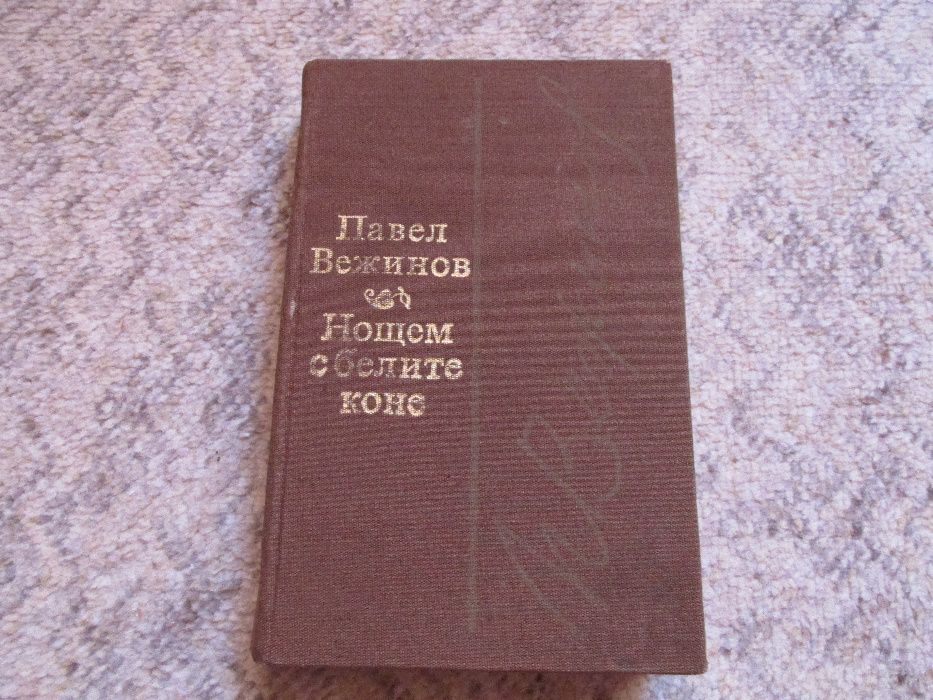 Павел
Вежинов
Нощем
с белите
коне